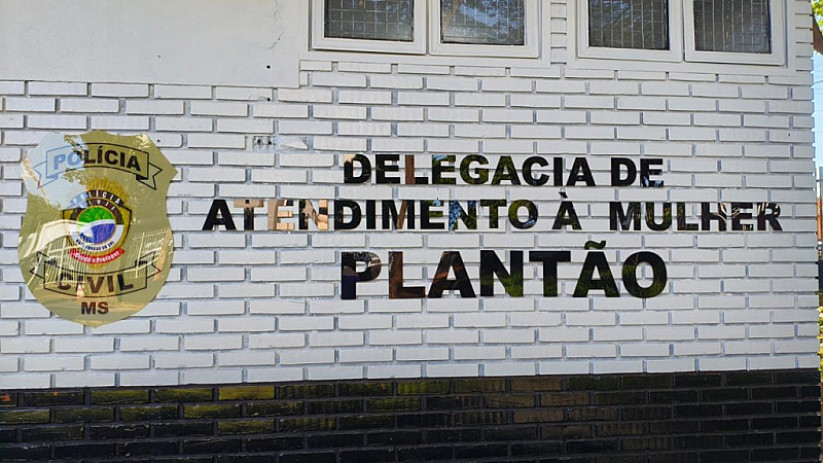 POLÍCIA
CIVIL
MS
DELEGACIA DE
ATENDIMENTO À MULHER
PLANTÃO